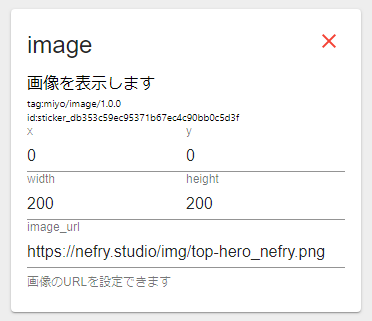 image
画像を表示します
tag:miyo/image/1.0.0
id:sticker_db353c59ec95371b67ec4c90bb0c5d3f
x y
0 0
width height
200 200
image_url
https://nefry.studio/img/top-hero_nefry.png
画像のURLを設定できます